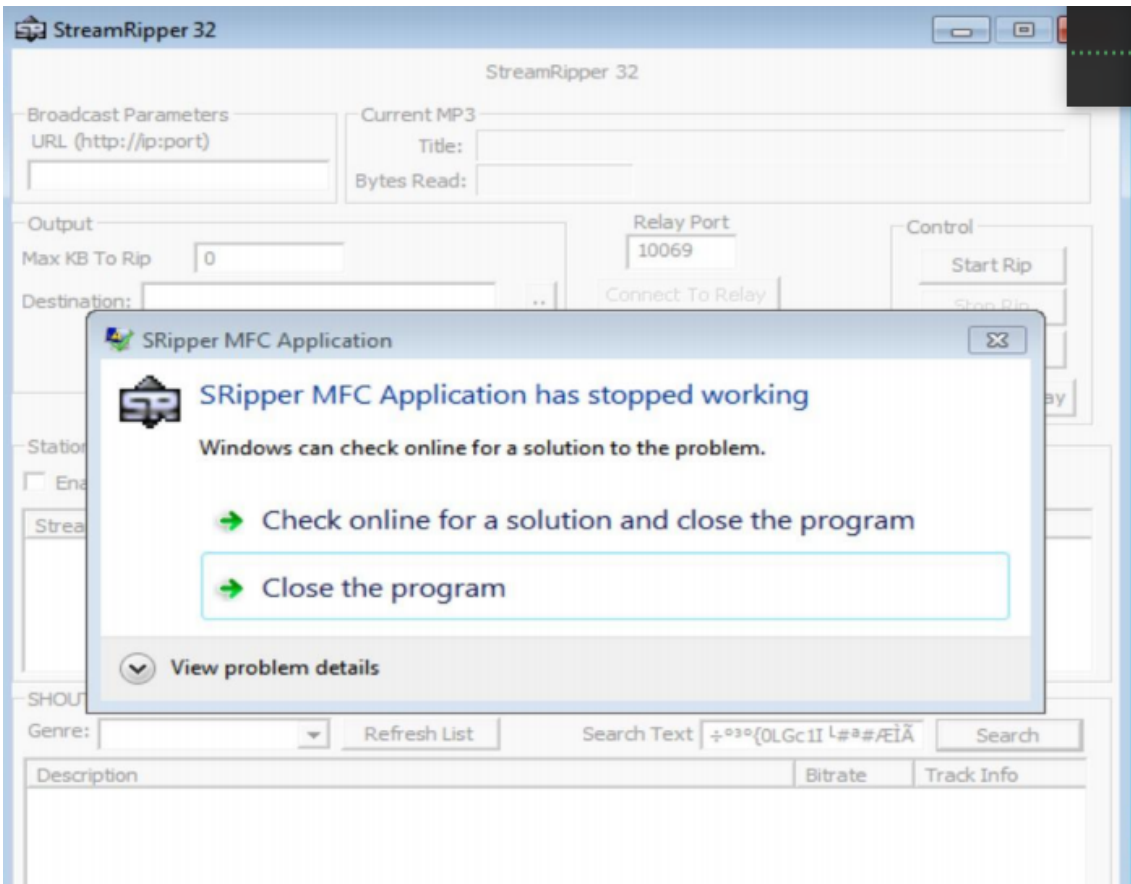 StreamRipper 32
StreamRipper 32
Broadcast Parameters
URL (http://ip:port)
Current MP3
Title:
Bytes Read:
Output
Max KB To Rip 0
Destination: ..
Relay Port
10069
Connect To Relay
Control
Start Rip
Stop Rip
SRipper MFC Application
SRipper MFC Application has stopped working
Windows can check online for a solution to the problem.
Check online for a solution and close the program
Close the program
View problem details
Genre: Refresh List Search Text Search
Description Bitrate Track Info